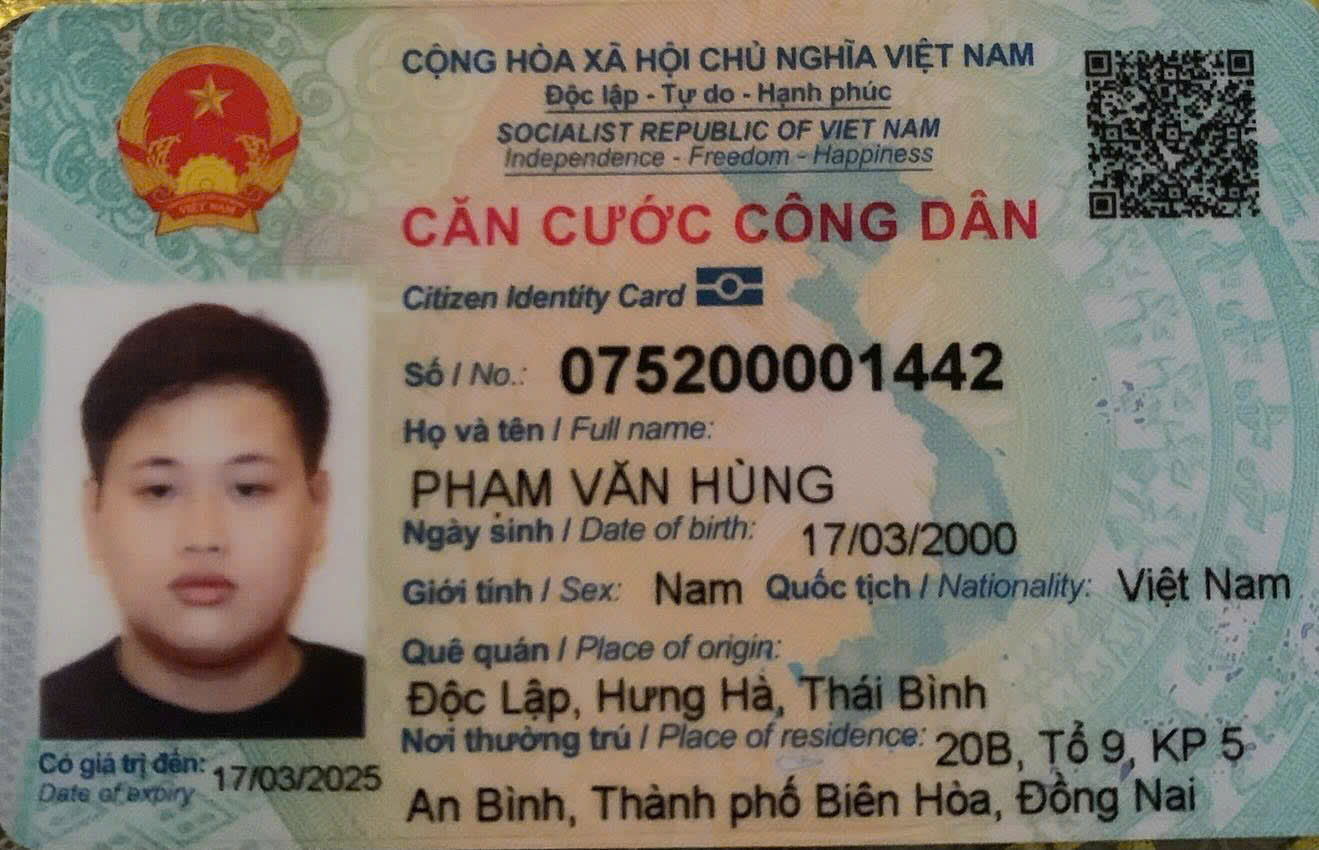 CỘNG HÒA XÃ HỘI CHỦ NGHĨA VIỆT NAM
Độc lập - Tự do - Hạnh phúc
SOCIALIST REPUBLIC OF VIET NAM
Independence - Freedom - Happiness
CĂN CƯỚC CÔNG DÂN
Citizen Identity Card
Số / No.: 075200001442
Họ và tên / Full name:
PHẠM VĂN HÙNG
Ngày sinh / Date of birth: 17/03/2000
Giới tính / Sex: Nam Quốc tịch / Nationality: Việt Nam
Quê quán / Place of origin:
Độc Lập, Hưng Hà, Thái Bình
Nơi thường trú / Place of residence: 20B, Tổ 9, KP 5
An Bình, Thành phố Biên Hòa, Đồng Nai
Có giá trị đến: 17/03/2025
Date of expiry
VIỆT NAM